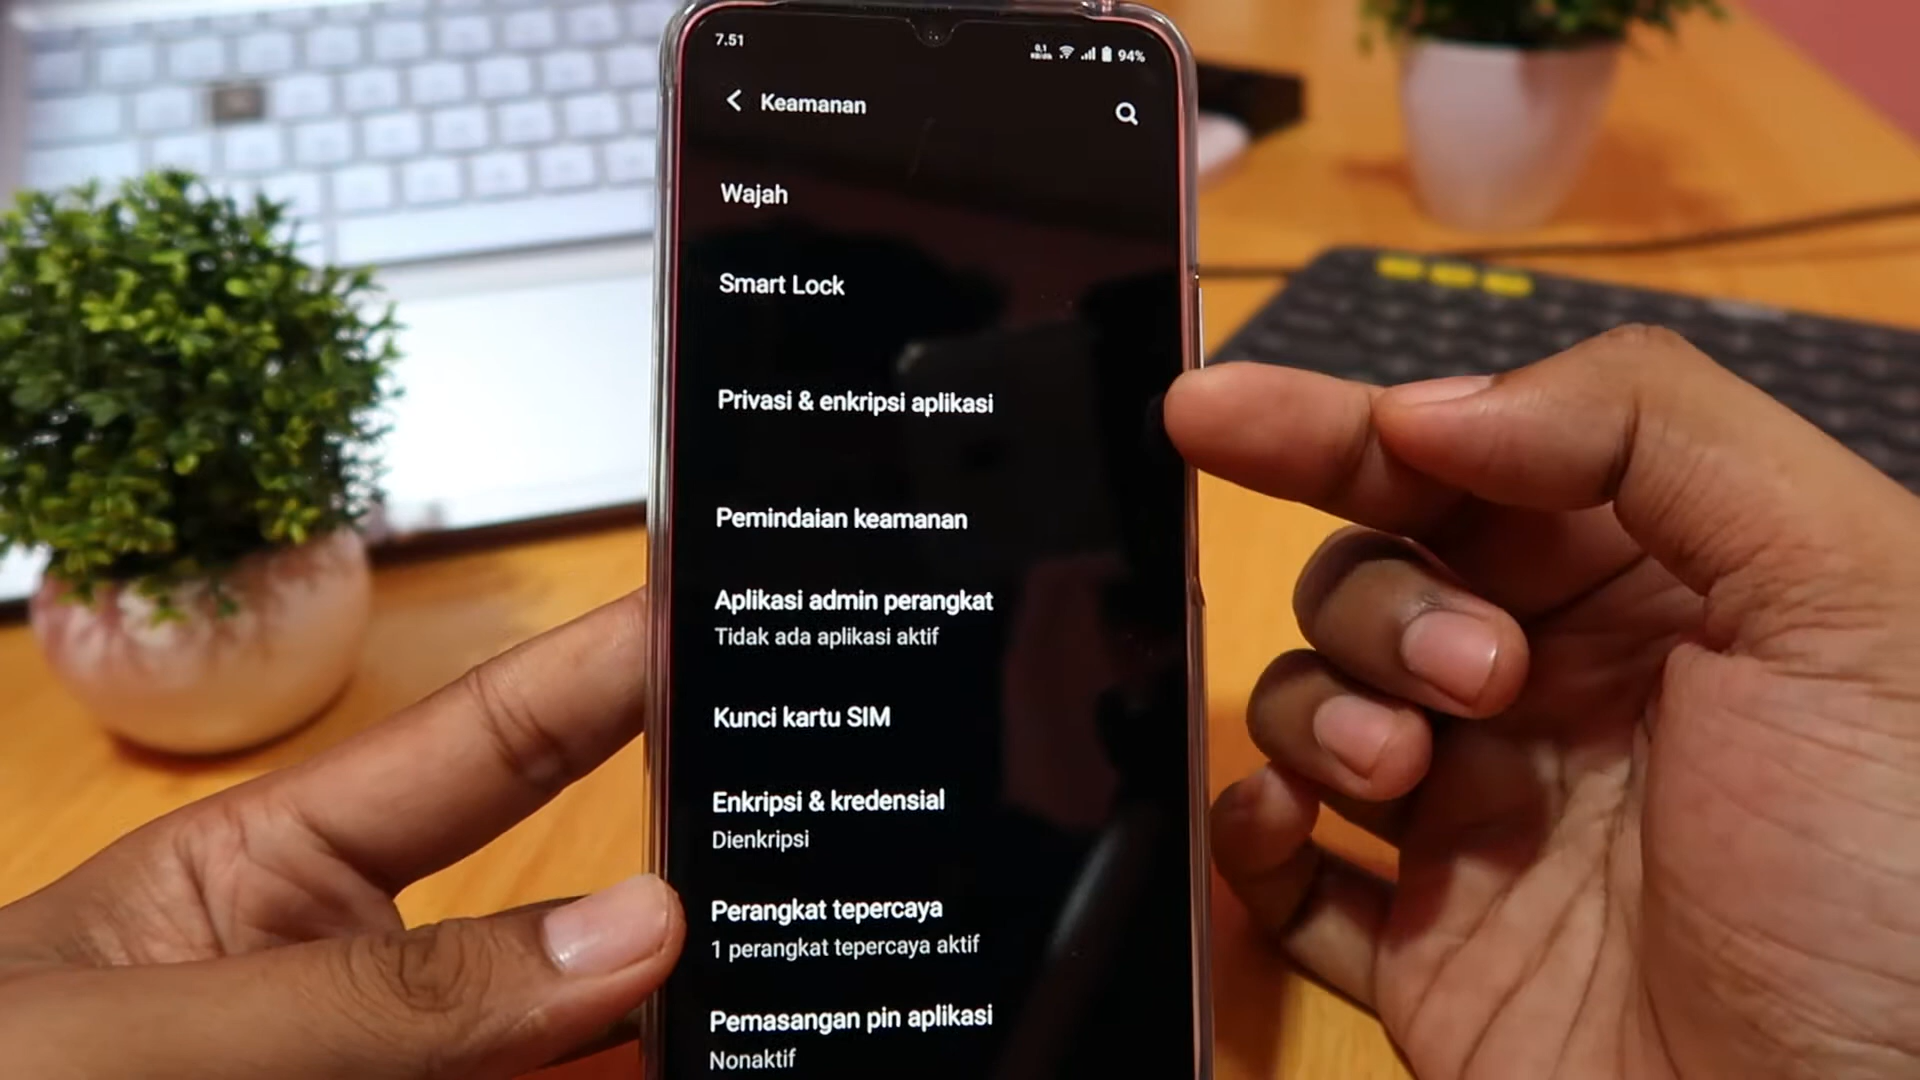 7.51
94%
Keamanan
Wajah
Smart Lock
Privasi & enkripsi aplikasi
Pemindaian keamanan
Aplikasi admin perangkat
Tidak ada aplikasi aktif
Kunci kartu SIM
Enkripsi & kredensial
Dienkripsi
Perangkat tepercaya
1 perangkat tepercaya aktif
Pemasangan pin aplikasi
Nonaktif